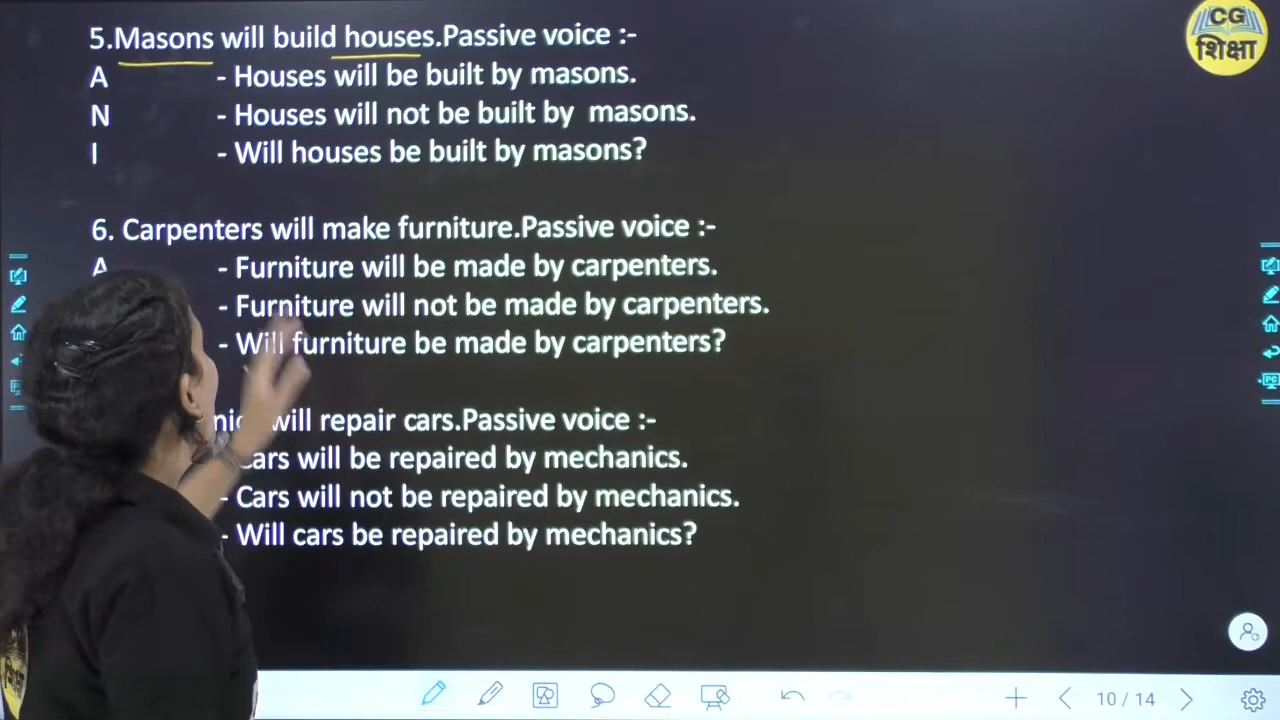 CG
शिक्षा
5.Masons will build houses.Passive voice :-
A - Houses will be built by masons.
N - Houses will not be built by masons.
I - Will houses be built by masons?
6. Carpenters will make furniture.Passive voice :-
A - Furniture will be made by carpenters.
- Furniture will not be made by carpenters.
- Will furniture be made by carpenters?
will repair cars.Passive voice :-
Cars will be repaired by mechanics.
- Cars will not be repaired by mechanics.
- Will cars be repaired by mechanics?
PC
10 / 14